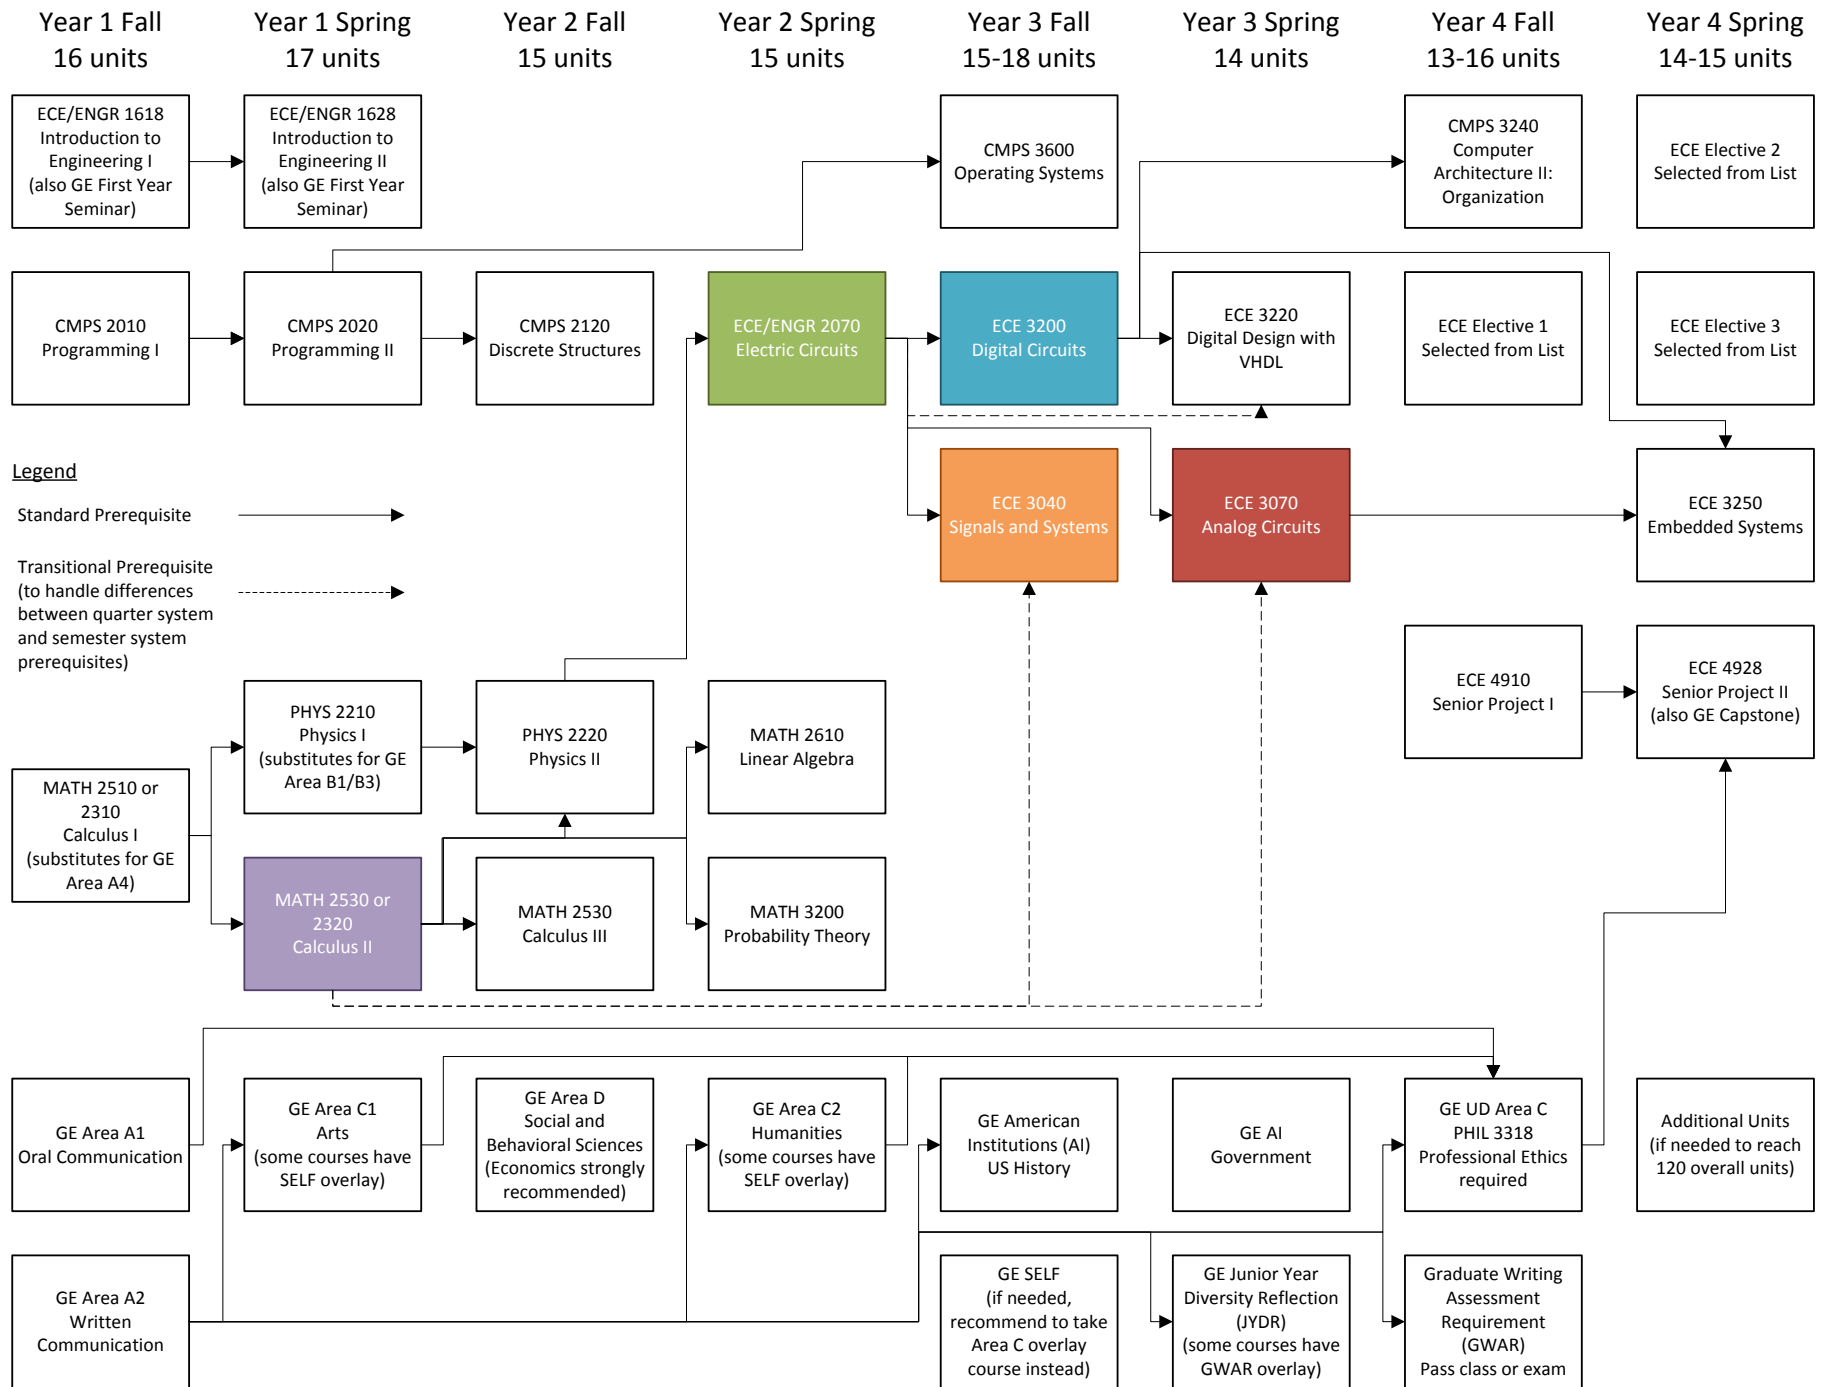 Year 1 Fall
16 units
Year 1 Spring
17 units
Year 2 Fall
15 units
Year 2 Spring
15 units
Year 3 Fall
15-18 units
Year 3 Spring
14 units
Year 4 Fall
13-16 units
Year 4 Spring
14-15 units
ECE/ENGR 1618
Introduction to
Engineering I
(also GE First Year
Seminar)
ECE/ENGR 1628
Introduction to
Engineering II
(also GE First Year
Seminar)
CMPS 3600
Operating Systems
CMPS 3240
Computer
Architecture II:
Organization
ECE Elective 2
Selected from List
CMPS 2010
Programming I
CMPS 2020
Programming II
CMPS 2120
Discrete Structures
ECE/ENGR 2070
Electric Circuits
ECE 3200
Digital Circuits
ECE 3220
Digital Design with
VHDL
ECE Elective 1
Selected from List
ECE Elective 3
Selected from List
Legend
Standard Prerequisite
Transitional Prerequisite
(to handle differences
between quarter system
and semester system
prerequisites)
ECE 3040
Signals and Systems
ECE 3070
Analog Circuits
ECE 3250
Embedded Systems
MATH 2510 or
2310
Calculus I
(substitutes for GE
Area A4)
PHYS 2210
Physics I
(substitutes for GE
Area B1/B3)
PHYS 2220
Physics II
MATH 2610
Linear Algebra
ECE 4910
Senior Project I
ECE 4928
Senior Project II
(also GE Capstone)
MATH 2530 or
2320
Calculus II
MATH 2530
Calculus III
MATH 3200
Probability Theory
GE Area A1
Oral Communication
GE Area C1
Arts
(some courses have
SELF overlay)
GE Area D
Social and
Behavioral Sciences
(Economics strongly
recommended)
GE Area C2
Humanities
(some courses have
SELF overlay)
GE American
Institutions (AI)
US History
GE AI
Government
GE UD Area C
PHIL 3318
Professional Ethics
required
Additional Units
(if needed to reach
120 overall units)
GE Area A2
Written
Communication
GE SELF
(if needed,
recommend to take
Area C overlay
course instead)
GE Junior Year
Diversity Reflection
(JYDR)
(some courses have
GWAR overlay)
Graduate Writing
Assessment
Requirement
(GWAR)
Pass class or exam